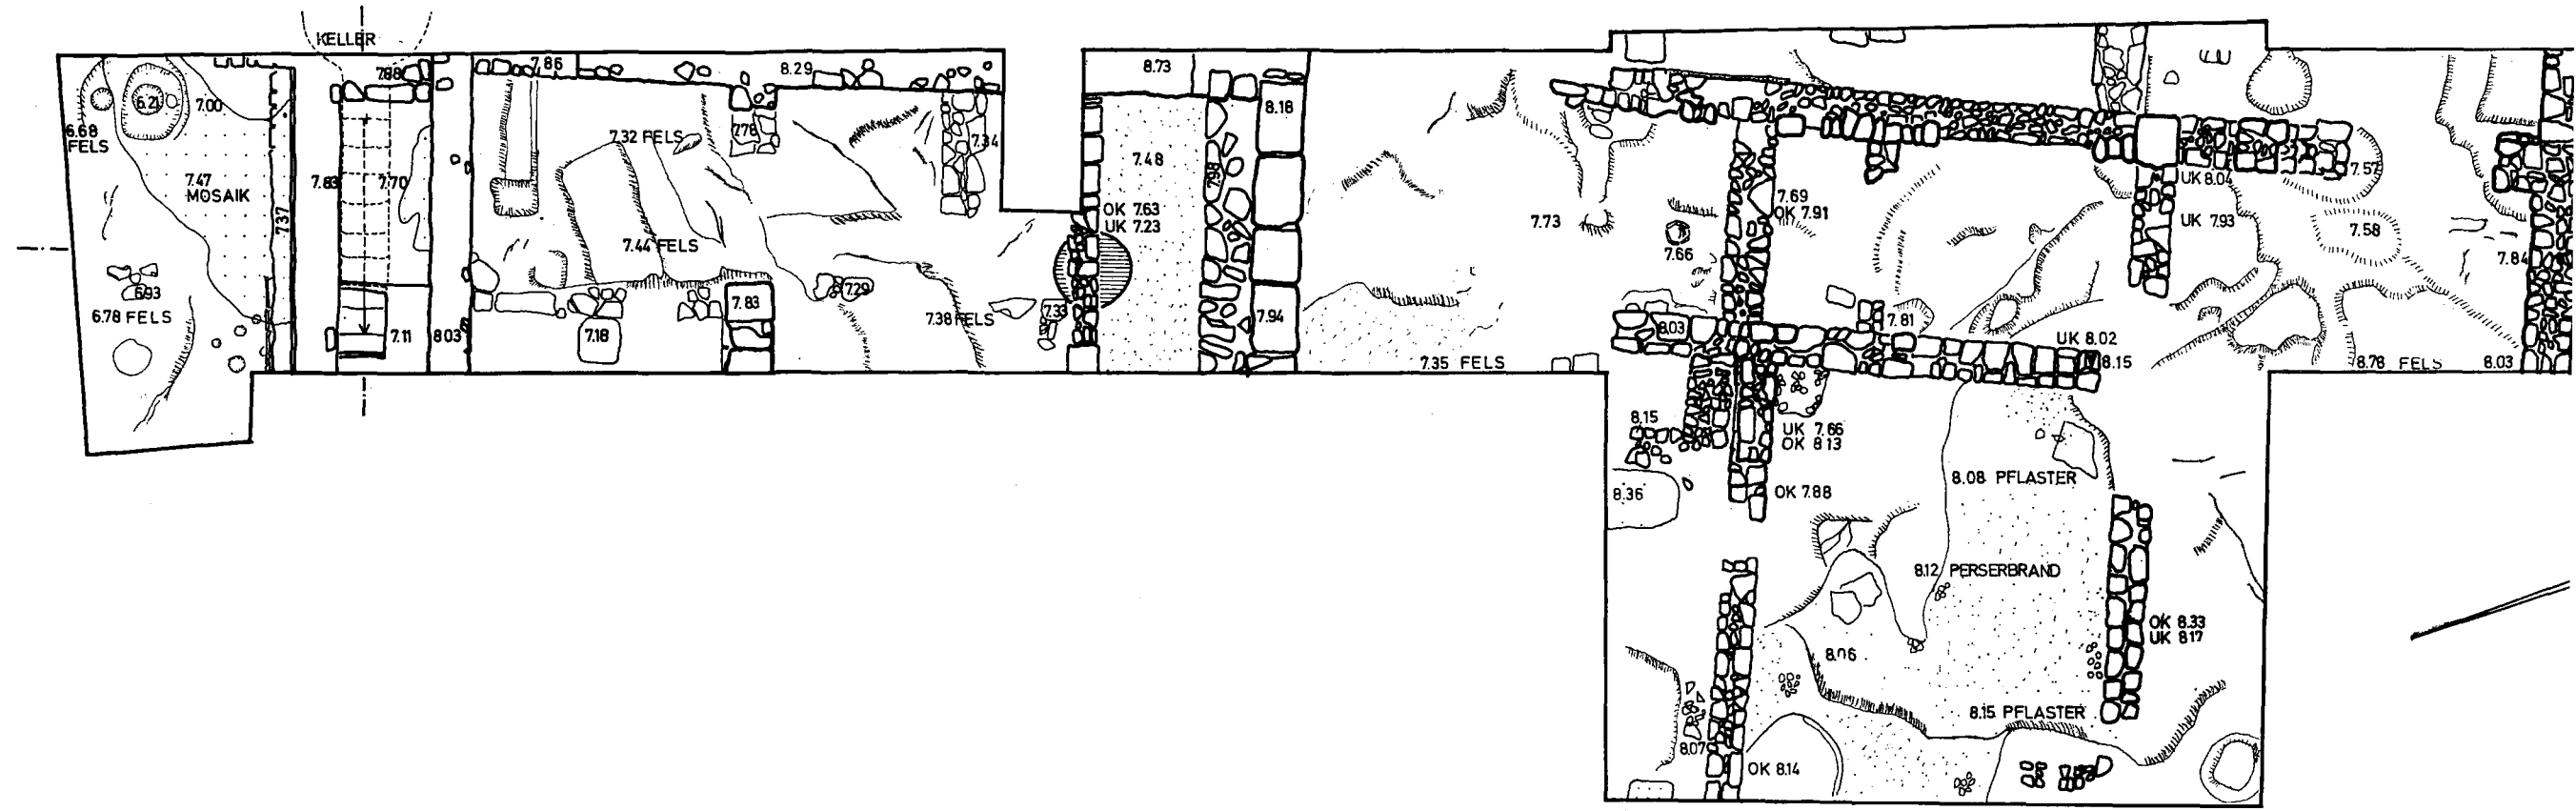 KELLER
7.88
7.86
8.29
8.73
8.18
6.21
7.00
6.68
FELS
7.47
MOSAIK
7.37
7.83
7.70
7.32 FELS
7.78
7.34
7.48
7.98
OK 7.63
UK 7.23
7.44 FELS
6.93
6.78 FELS
7.11
8.03
7.18
7.83
7.29
7.38 FELS
7.33
7.94
7.35 FELS
7.73
7.66
7.69
OK 7.91
UK 8.04
7.57
UK 7.93
7.58
7.84
8.03
7.81
UK 8.02
8.15
8.78 FELS
8.03
8.15
UK 7.66
OK 8.13
8.36
OK 7.88
8.08 PFLASTER
8.12 PERSERBRAND
OK 8.33
UK 8.17
8.06
8.15 PFLASTER
8.07
OK 8.14